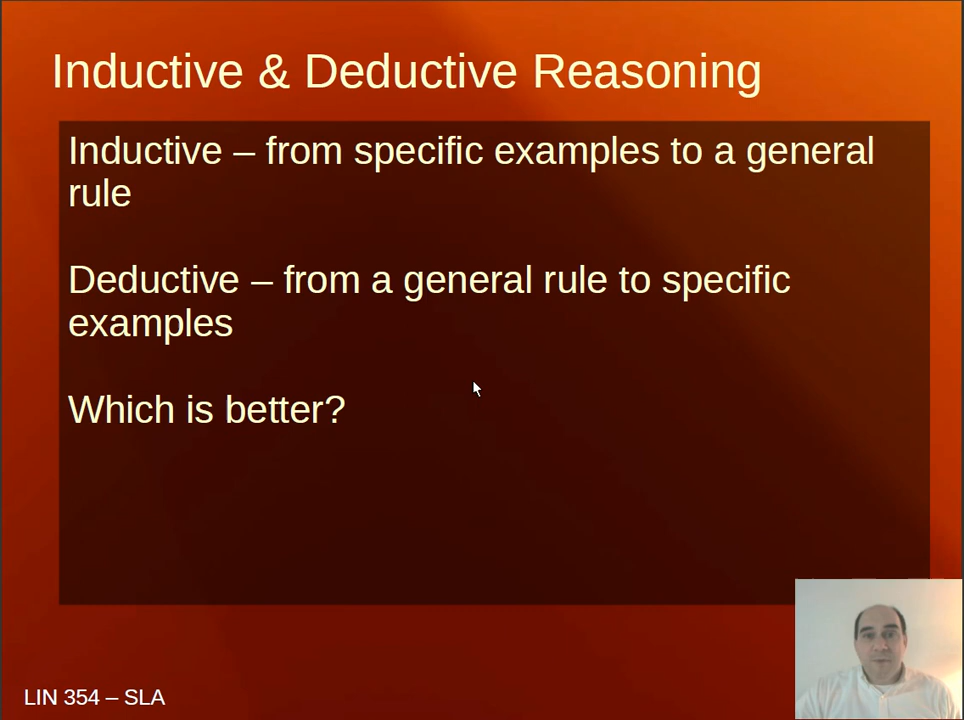 Inductive & Deductive Reasoning
Inductive – from specific examples to a general
rule
Deductive – from a general rule to specific
examples
Which is better?
LIN 354 – SLA